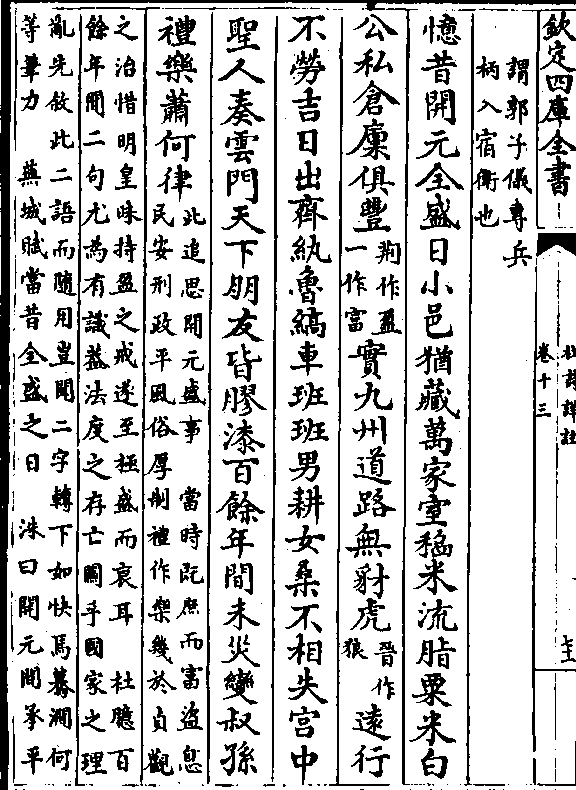 欽定四庫全書
杜詩詳註
卷十三
謂郭子儀專兵
柄入宿衛也
憶昔開元全盛日小邑猶藏萬家室稻米流脂粟米白
公私倉廩俱豐荆作盈一作富實九州道路無豺虎晉作狼遠行
不勞吉日出齊紈魯縞車班班男耕女桑不相失宮中
聖人奏雲門天下朋友皆膠漆百餘年間未災變叔孫
禮樂蕭何律此追思開元盛事 當時既庶而富盜息
民安刑政平風俗厚制禮作樂幾於貞觀
之治惜明皇昧持盈之戒遂至極盛而衰耳 杜臆百
餘年間二句尤為有識葢法度之存亡關乎國家之理
亂先敘此二語而隨用豈聞二字轉下如快馬驀澗何
等筆力 蕪城賦當昔全盛之日 洙曰開元間承平